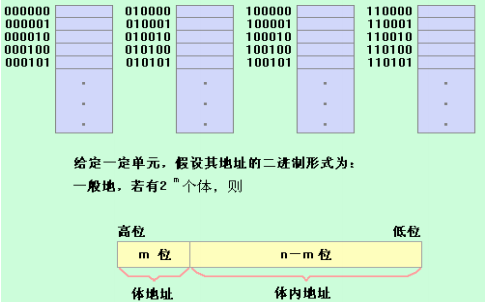 000000 010000 100000 110000
000001 010001 100001 110001
000010 010010 100010 110010
000100 010100 100100 110100
000101 010101 100101 110101
给定一定单元，假设其地址的二进制形式为：
一般地，若有2 m 个体，则
高位 低位
m 位 n－m 位
体地址 体内地址